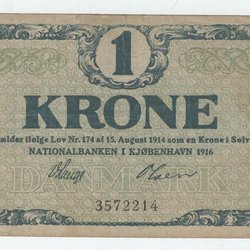 1
KRONE
Gælder ifølge Lov Nr. 174 af 15. August 1914 som en Krone i Sølv
NATIONALBANKEN I KJØBENHAVN 1916
DANMARK
3572214